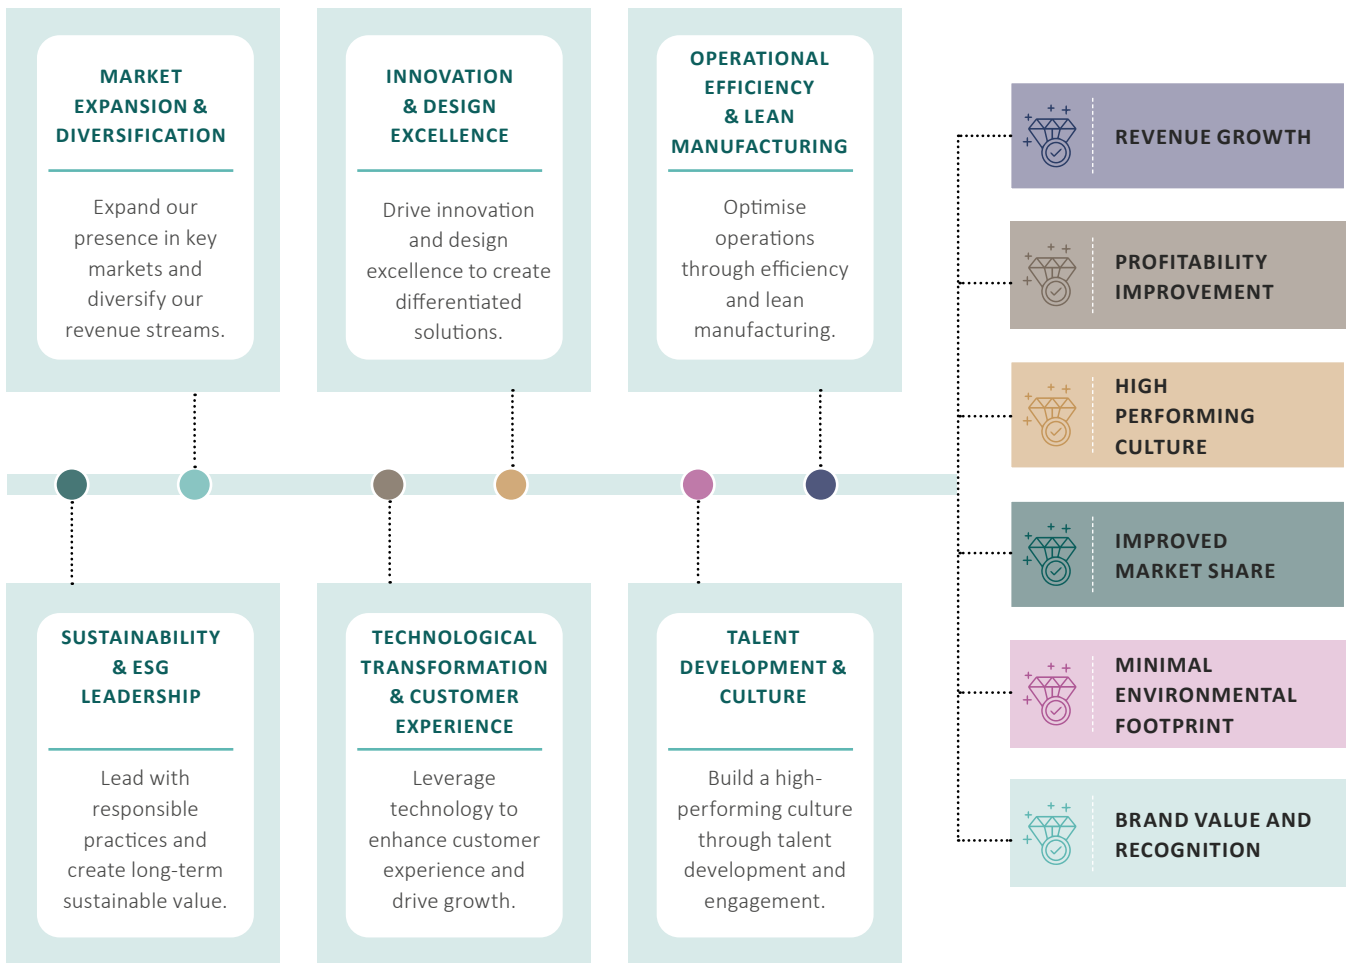 MARKET
EXPANSION &
DIVERSIFICATION
Expand our
presence in key
markets and
diversify our
revenue streams.
INNOVATION
& DESIGN
EXCELLENCE
Drive innovation
and design
excellence to create
differentiated
solutions.
OPERATIONAL
EFFICIENCY
& LEAN
MANUFACTURING
Optimise
operations
through efficiency
and lean
manufacturing.
SUSTAINABILITY
& ESG
LEADERSHIP
Lead with
responsible
practices and
create long-term
sustainable value.
TECHNOLOGICAL
TRANSFORMATION
& CUSTOMER
EXPERIENCE
Leverage
technology to
enhance customer
experience and
drive growth.
TALENT
DEVELOPMENT &
CULTURE
Build a high-
performing culture
through talent
development and
engagement.
REVENUE GROWTH
PROFITABILITY
IMPROVEMENT
HIGH
PERFORMING
CULTURE
IMPROVED
MARKET SHARE
MINIMAL
ENVIRONMENTAL
FOOTPRINT
BRAND VALUE AND
RECOGNITION